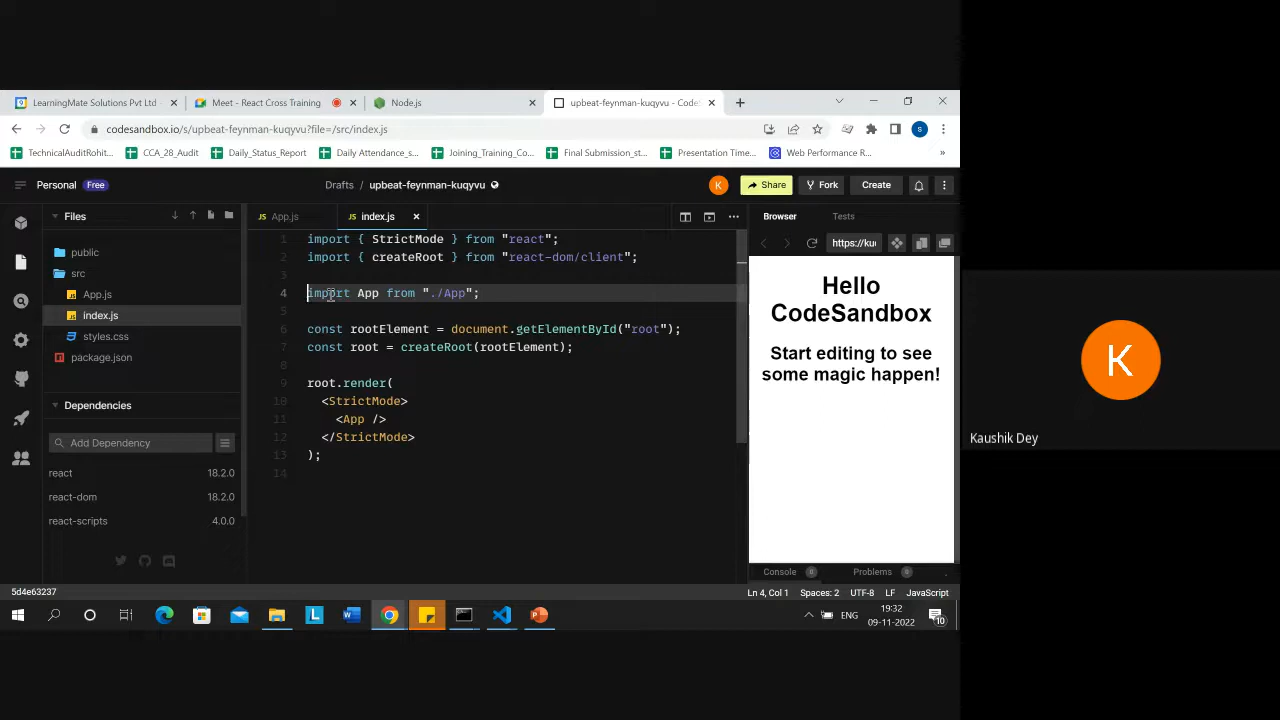 LearningMate Solutions Pvt Ltd
Meet - React Cross Training
Node.js
upbeat-feynman-kuqyvu - CodeS
codesandbox.io/s/upbeat-feynman-kuqyvu?file=/src/index.js
s
TechnicalAuditRohit...
CCA_28_Audit
Daily_Status_Report
Daily Attendance_s...
Joining_Training_Co...
Final Submission_st...
Presentation Time...
Web Performance R...
»
Personal Free
Drafts / upbeat-feynman-kuqyvu
K
Share
Fork
Create
Files
public
src
JS App.js
JS index.js
styles.css
package.json
Dependencies
Add Dependency
react 18.2.0
react-dom 18.2.0
react-scripts 4.0.0
JS App.js
JS index.js
1 import { StrictMode } from "react";
2 import { createRoot } from "react-dom/client";
3
4 import App from "./App";
5
6 const rootElement = document.getElementById("root");
7 const root = createRoot(rootElement);
8
9 root.render(
10 <StrictMode>
11 <App />
12 </StrictMode>
13 );
14
Browser Tests
https://kuq
Hello
CodeSandbox
Start editing to see
some magic happen!
Console 0 Problems 0
5d4e63237
Ln 4, Col 1 Spaces: 2 UTF-8 LF JavaScript
L
ENG
19:32
09-11-2022
10
K
Kaushik Dey